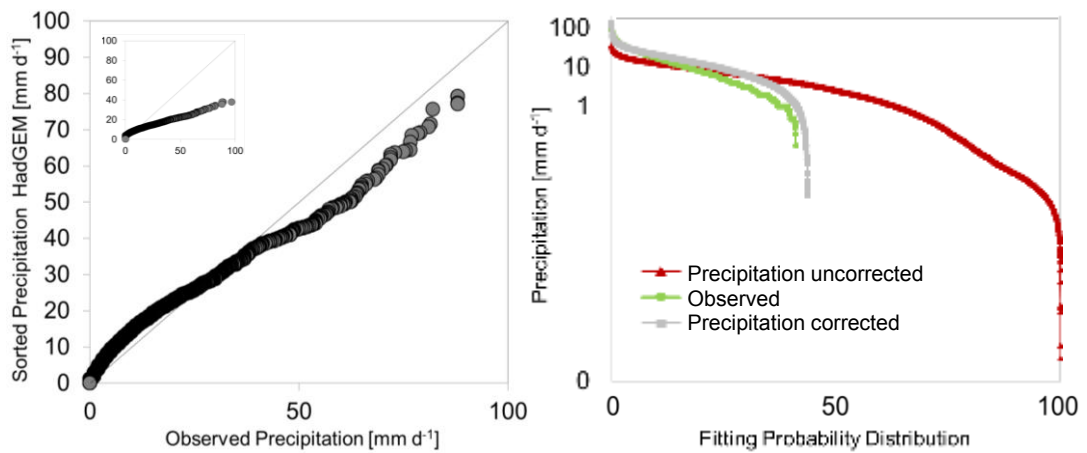 100
90
80
70
60
50
40
30
20
10
0
Sorted Precipitation HadGEM [mm d⁻¹]
100
80
60
40
20
0
0 50 100
0 50 100
Observed Precipitation [mm d⁻¹]
100
10
1
0
Precipitation [mm d⁻¹]
Precipitation uncorrected
Observed
Precipitation corrected
0 50 100
Fitting Probability Distribution